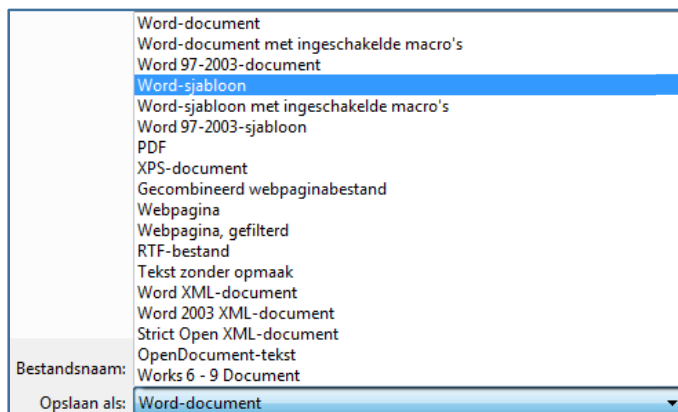 Word-document
Word-document met ingeschakelde macro's
Word 97-2003-document
Word-sjabloon
Word-sjabloon met ingeschakelde macro's
Word 97-2003-sjabloon
PDF
XPS-document
Gecombineerd webpaginabestand
Webpagina
Webpagina, gefilterd
RTF-bestand
Tekst zonder opmaak
Word XML-document
Word 2003 XML-document
Strict Open XML-document
OpenDocument-tekst
Bestandsnaam:
Works 6 - 9 Document
Opslaan als: Word-document